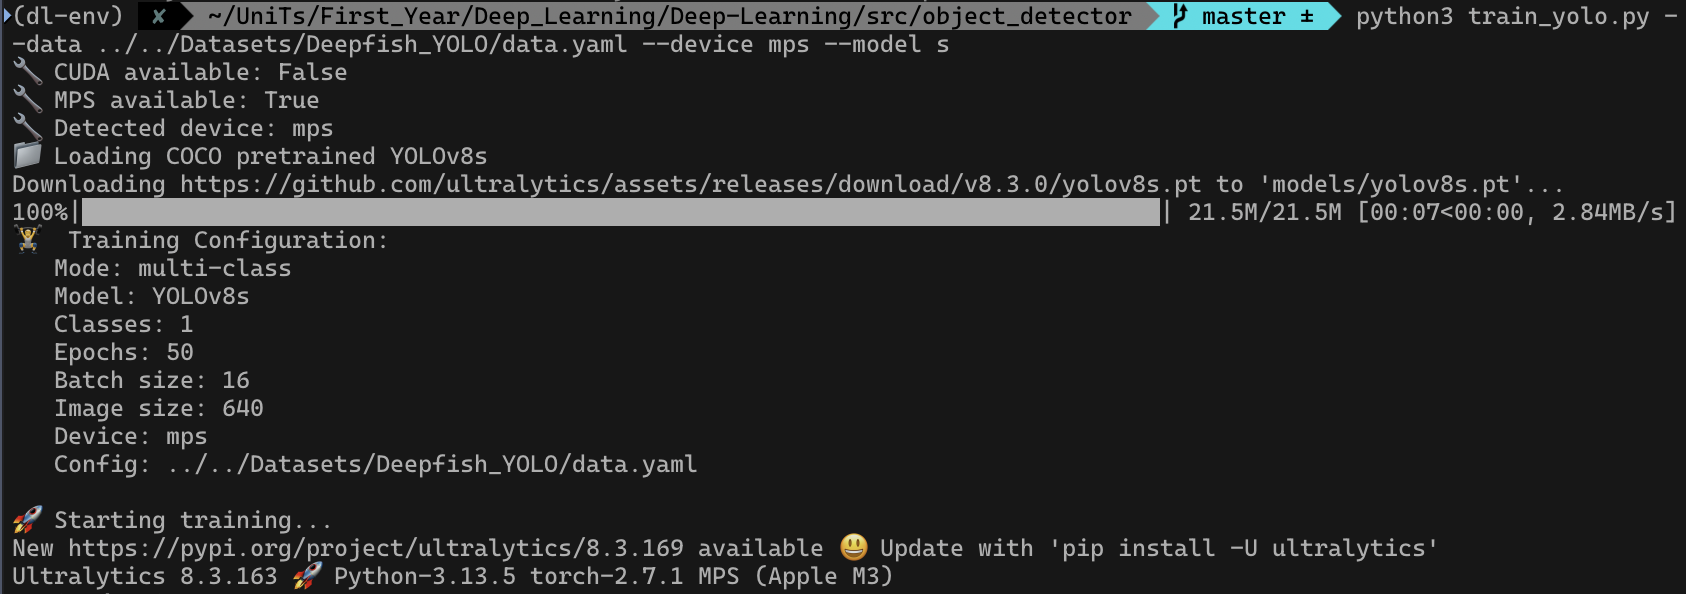 (dl-env) ✘ ~/UniTs/First_Year/Deep_Learning/Deep-Learning/src/object_detector master ± python3 train_yolo.py -
-data ../../Datasets/Deepfish_YOLO/data.yaml --device mps --model s
🔧 CUDA available: False
🔧 MPS available: True
🔧 Detected device: mps
📁 Loading COCO pretrained YOLOv8s
Downloading https://github.com/ultralytics/assets/releases/download/v8.3.0/yolov8s.pt to 'models/yolov8s.pt'...
100%|██████████| 21.5M/21.5M [00:07<00:00, 2.84MB/s]
🏋️ Training Configuration:
Mode: multi-class
Model: YOLOv8s
Classes: 1
Epochs: 50
Batch size: 16
Image size: 640
Device: mps
Config: ../../Datasets/Deepfish_YOLO/data.yaml
🚀 Starting training...
New https://pypi.org/project/ultralytics/8.3.169 available 😃 Update with 'pip install -U ultralytics'
Ultralytics 8.3.163 🚀 Python-3.13.5 torch-2.7.1 MPS (Apple M3)